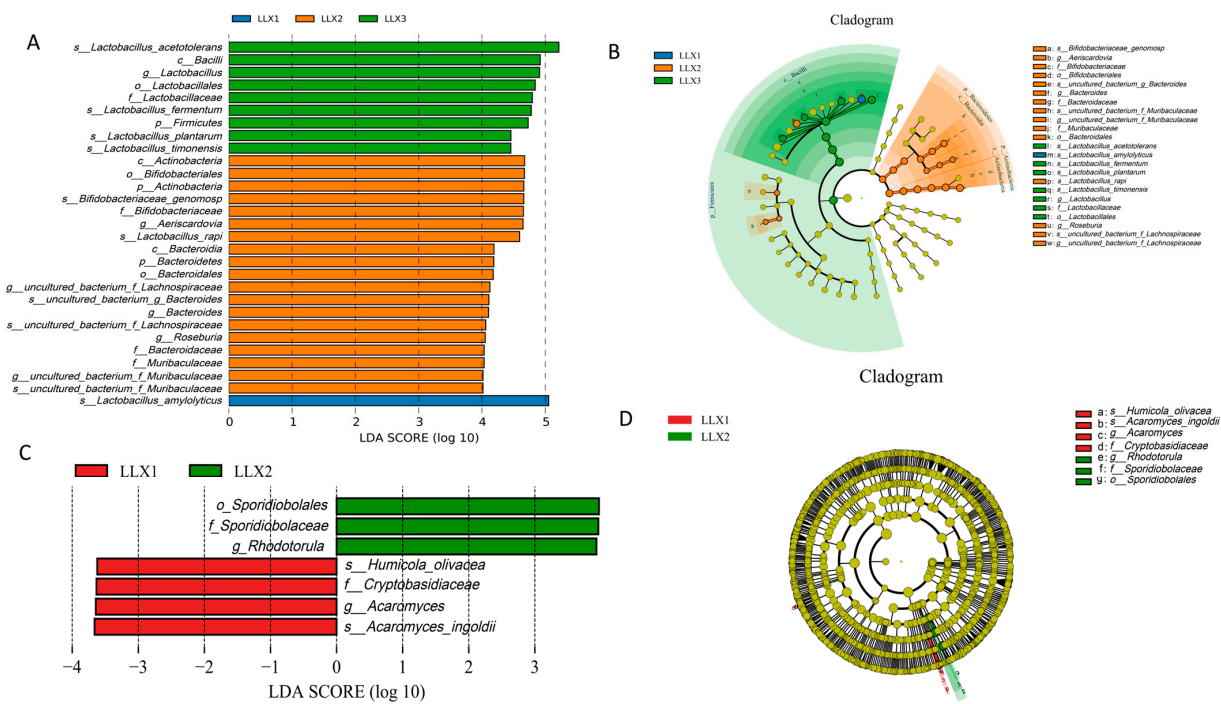 LLX1 LLX2 LLX3
A
s__Lactobacillus_acetotolerans
c__Bacilli
g__Lactobacillus
o__Lactobacillales
f__Lactobacillaceae
s__Lactobacillus_fermentum
p__Firmicutes
s__Lactobacillus_plantarum
s__Lactobacillus_timonensis
c__Actinobacteria
o__Bifidobacteriales
p__Actinobacteria
s__Bifidobacteriaceae_genomosp
f__Bifidobacteriaceae
g__Aeriscardovia
s__Lactobacillus_rapi
c__Bacteroidia
p__Bacteroidetes
o__Bacteroidales
g__uncultured_bacterium_f_Lachnospiraceae
s__uncultured_bacterium_g_Bacteroides
g__Bacteroides
s__uncultured_bacterium_f_Lachnospiraceae
g__Roseburia
f__Bacteroidaceae
f__Muribaculaceae
g__uncultured_bacterium_f_Muribaculaceae
s__uncultured_bacterium_f_Muribaculaceae
s__Lactobacillus_amylolyticus
0 1 2 3 4 5
LDA SCORE (log 10)
B
Cladogram
LLX1
LLX2
LLX3
c__Bacilli
p__Firmicutes
p__Bacteroidetes
c__Bacteroidia
p__Actinobacteria
c__Actinobacteria
a: s__Bifidobacteriaceae_genomosp
b: g__Aeriscardovia
c: f__Bifidobacteriaceae
d: o__Bifidobacteriales
e: s__uncultured_bacterium_g_Bacteroides
f: g__Bacteroides
g: f__Bacteroidaceae
h: s__uncultured_bacterium_f_Muribaculaceae
i: g__uncultured_bacterium_f_Muribaculaceae
j: f__Muribaculaceae
k: o__Bacteroidales
l: s__Lactobacillus_acetotolerans
m: s__Lactobacillus_amylolyticus
n: s__Lactobacillus_fermentum
o: s__Lactobacillus_plantarum
p: s__Lactobacillus_rapi
q: s__Lactobacillus_timonensis
r: g__Lactobacillus
s: f__Lactobacillaceae
t: o__Lactobacillales
u: g__Roseburia
v: s__uncultured_bacterium_f_Lachnospiraceae
w: g__uncultured_bacterium_f_Lachnospiraceae
C
LLX1 LLX2
o_Sporidiobolales
f_Sporidiobolaceae
g_Rhodotorula
s__Humicola_olivacea
f__Cryptobasidiaceae
g__Acaromyces
s__Acaromyces_ingoldii
−4 −3 −2 −1 0 1 2 3
LDA SCORE (log 10)
Cladogram
D
LLX1
LLX2
a: s__Humicola_olivacea
b: s__Acaromyces_ingoldii
c: g__Acaromyces
d: f__Cryptobasidiaceae
e: g__Rhodotorula
f: f__Sporidiobolaceae
g: o__Sporidiobolales